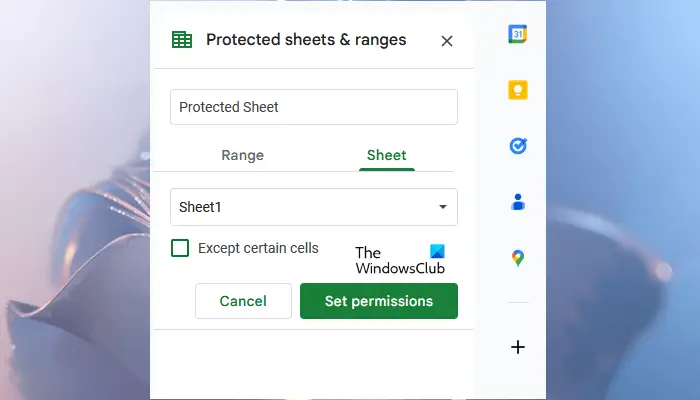 Protected sheets & ranges
Protected Sheet
Range
Sheet
Sheet1
Except certain cells
The
WindowsClub
Cancel
Set permissions
31